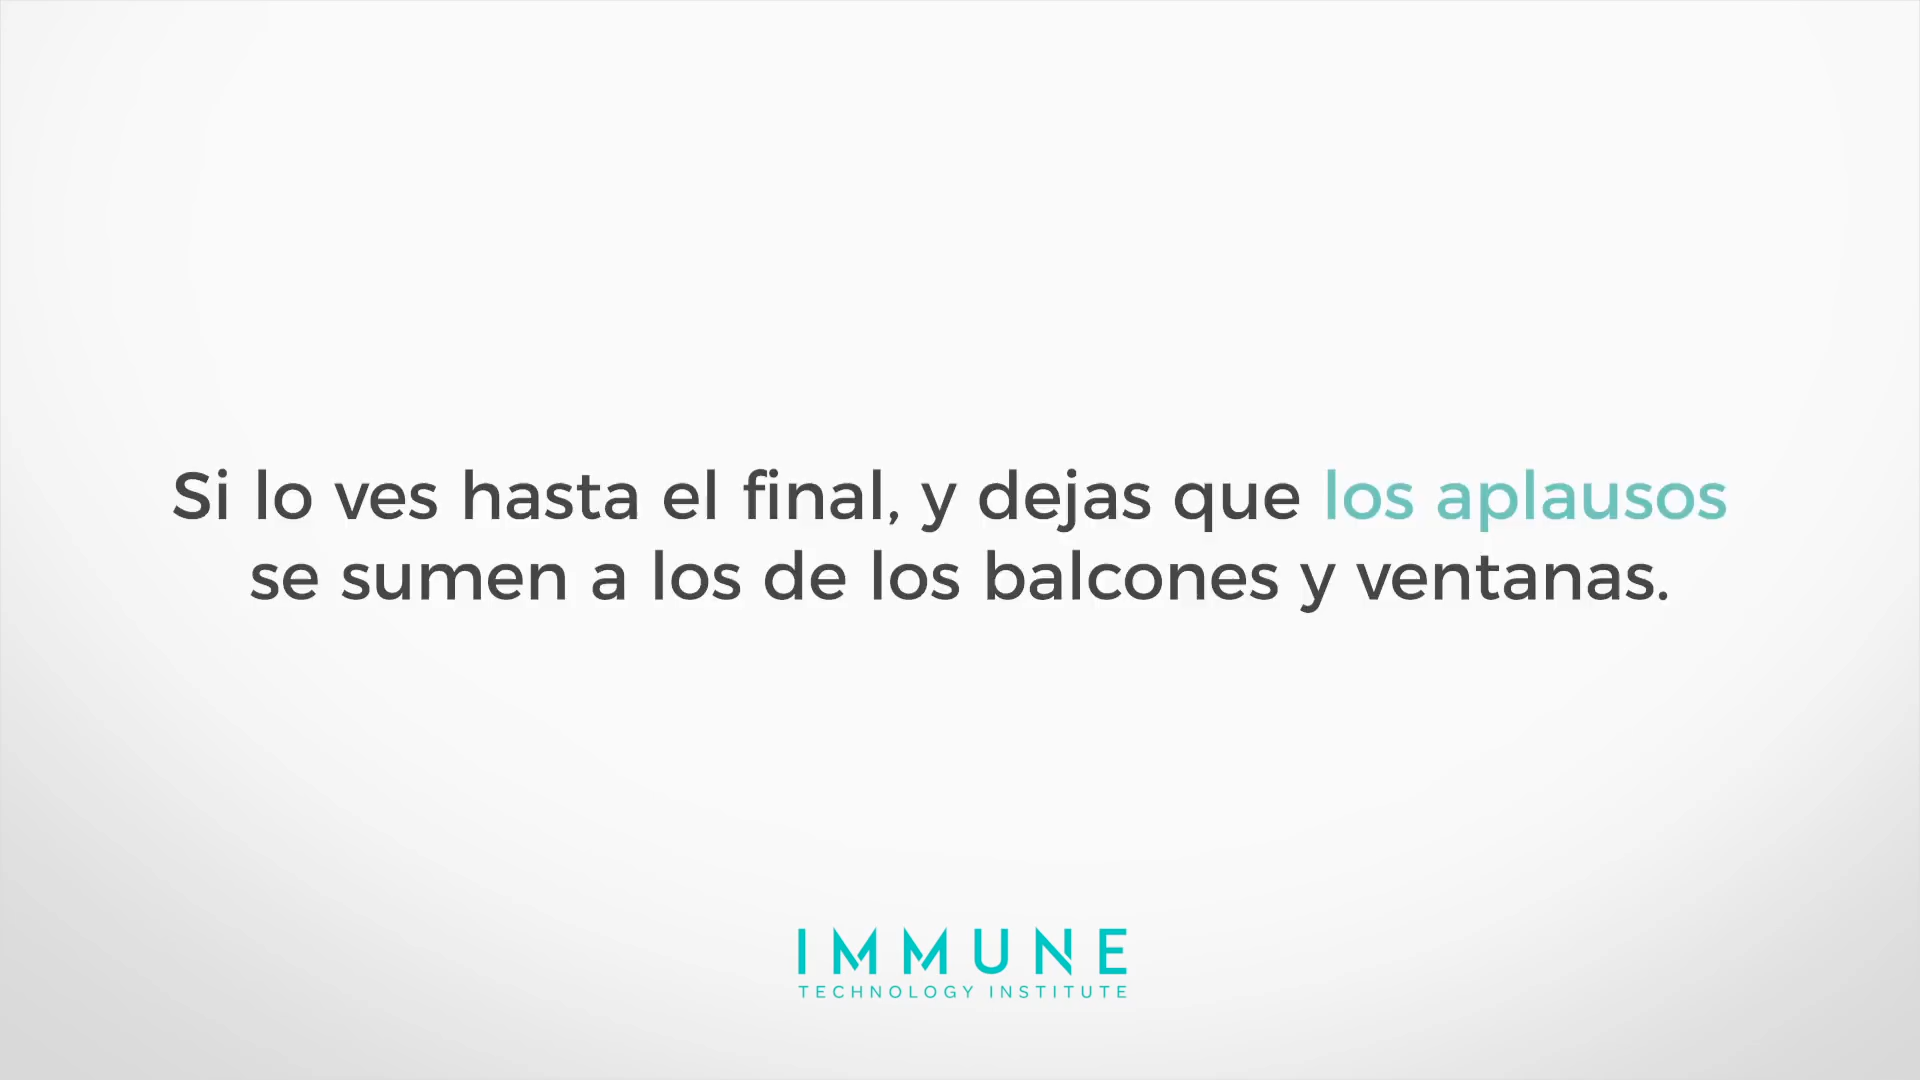 Si lo ves hasta el final, y dejas que los aplausos
se sumen a los de los balcones y ventanas.
IMMUNE
TECHNOLOGY INSTITUTE